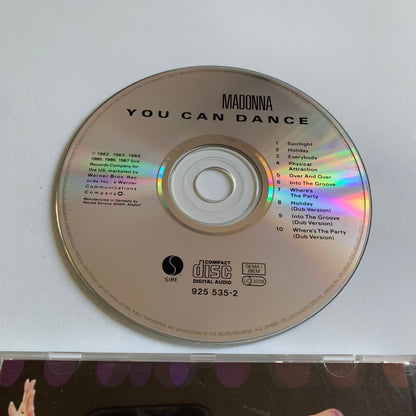 MADONNA
YOU CAN DANCE
1 Spotlight
2 Holiday
3 Everybody
4 Physical
Attraction
5 Over And Over
6 Into The Groove
7 Where's
The Party
8 Holiday
(Dub Version)
9 Into The Groove
(Dub Version)
10 Where's The Party
(Dub Version)
1985, 1986, 1987 Sire
Records Company for
the US, marketed by
Warner Bros. Rec-
ords Inc., a Warner
Communications
Company
Manufactured in Germany by
Record Service GmbH, Alsdorf
S
SIRE
COMPACT
disc
DIGITAL AUDIO
925 535-2
GEMA/
BIEM
LC 3228